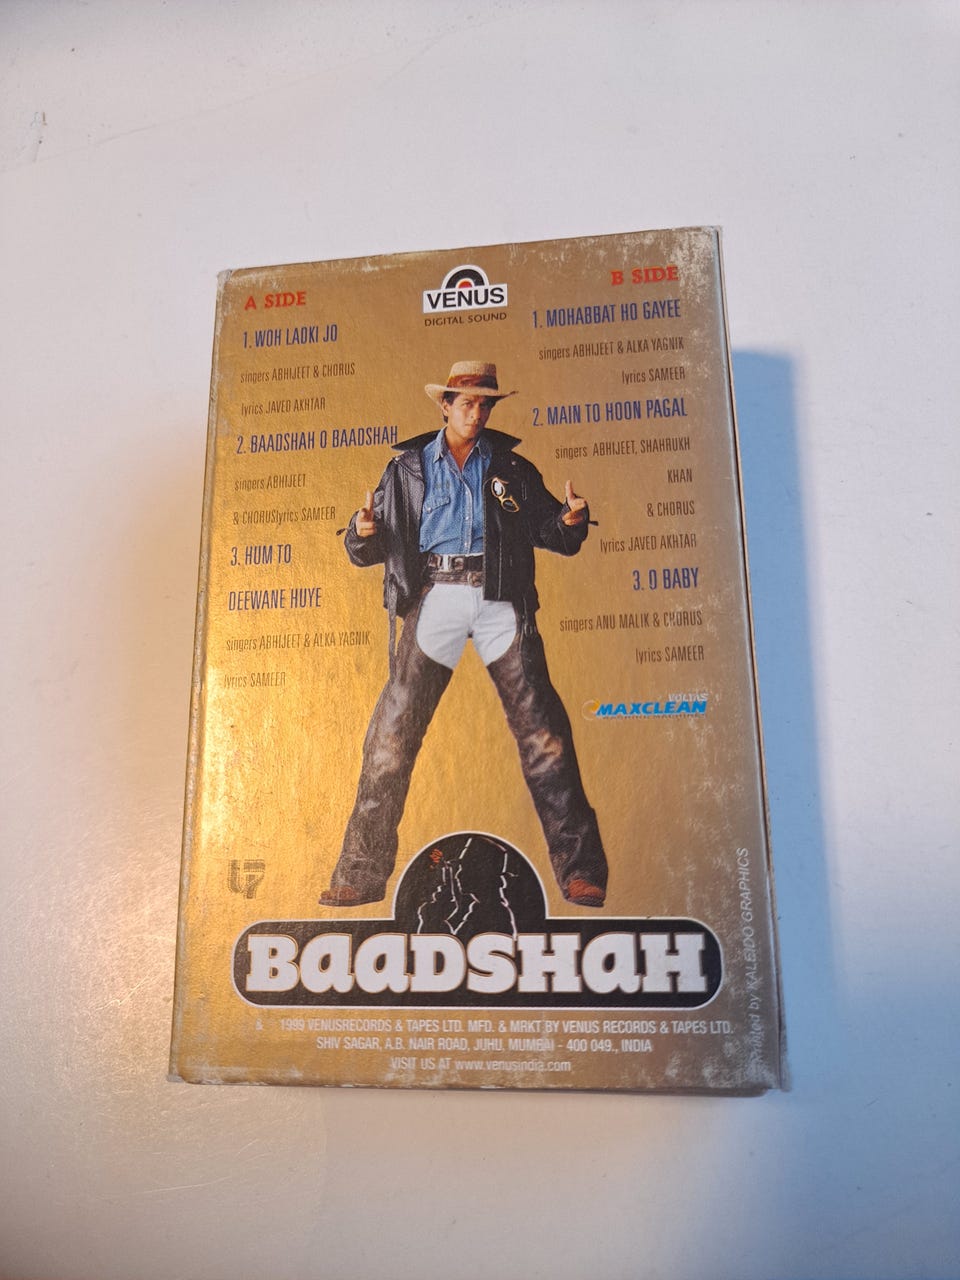 A SIDE
1. WOH LADKI JO
singers ABHIJEET & CHORUS
lyrics JAVED AKHTAR
2. BAADSHAH O BAADSHAH
singers ABHIJEET
& CHORUSlyrics SAMEER
3. HUM TO
DEEWANE HUYE
singers ABHIJEET & ALKA YAGNIK
lyrics SAMEER
VENUS
DIGITAL SOUND
B SIDE
1. MOHABBAT HO GAYEE
singers ABHIJEET & ALKA YAGNIK
lyrics SAMEER
2. MAIN TO HOON PAGAL
singers ABHIJEET, SHAHRUKH
KHAN
& CHORUS
lyrics JAVED AKHTAR
3. O BABY
singers ANU MALIK & CHORUS
lyrics SAMEER
VOLTAS
MAXCLEAN
BaaDSHaH
& 1999 VENUSRECORDS & TAPES LTD. MFD. & MRKT BY VENUS RECORDS & TAPES LTD.
SHIV SAGAR, A.B. NAIR ROAD, JUHU, MUMBAI - 400 049., INDIA
VISIT US AT www.venusindia.com
by KALEIDO GRAPHICS